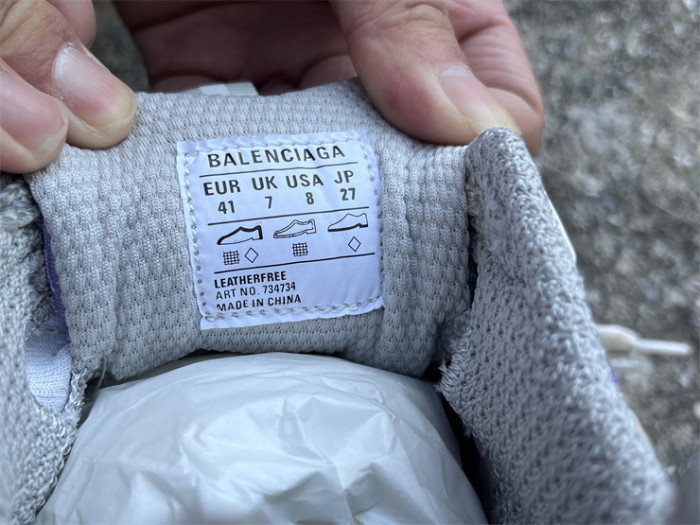 BALENCIAGA
EUR UK USA JP
41 7 8 27
LEATHERFREE
ART NO. 734734
MADE IN CHINA